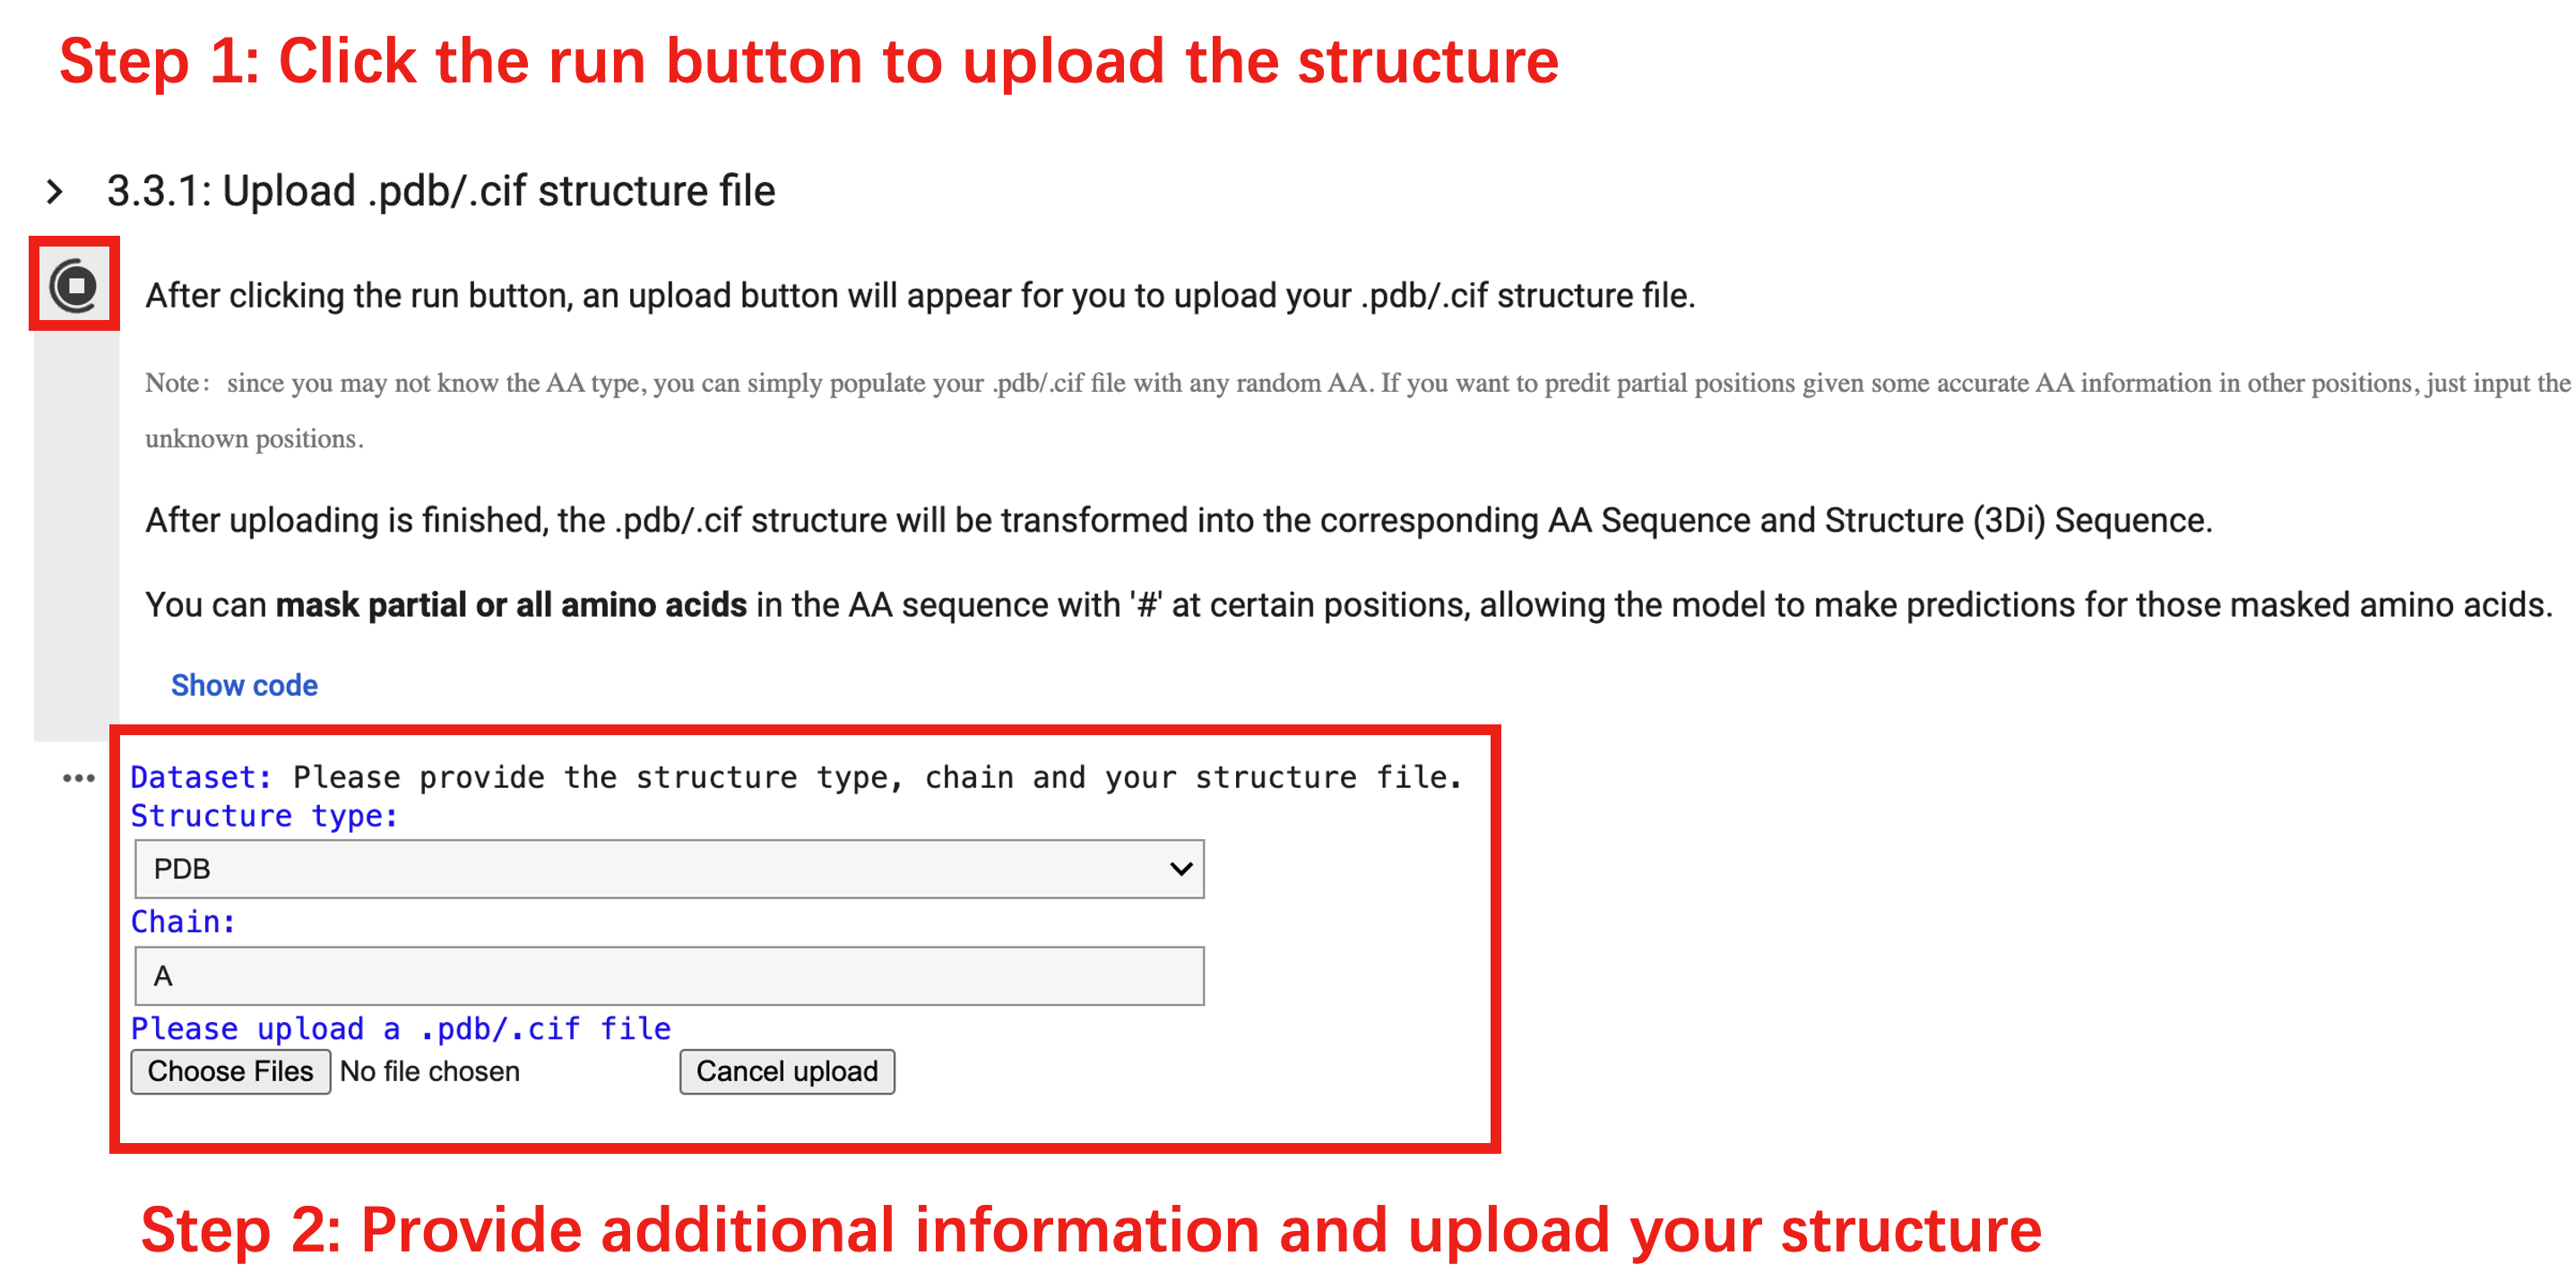 Step 1: Click the run button to upload the structure
3.3.1: Upload .pdb/.cif structure file
After clicking the run button, an upload button will appear for you to upload your .pdb/.cif structure file.
Note: since you may not know the AA type, you can simply populate your .pdb/.cif file with any random AA. If you want to predit partial positions given some accurate AA information in other positions, just input the
unknown positions.
After uploading is finished, the .pdb/.cif structure will be transformed into the corresponding AA Sequence and Structure (3Di) Sequence.
You can mask partial or all amino acids in the AA sequence with '#' at certain positions, allowing the model to make predictions for those masked amino acids.
Show code
Dataset: Please provide the structure type, chain and your structure file.
Structure type:
PDB
Chain:
A
Please upload a .pdb/.cif file
Choose Files No file chosen Cancel upload
Step 2: Provide additional information and upload your structure